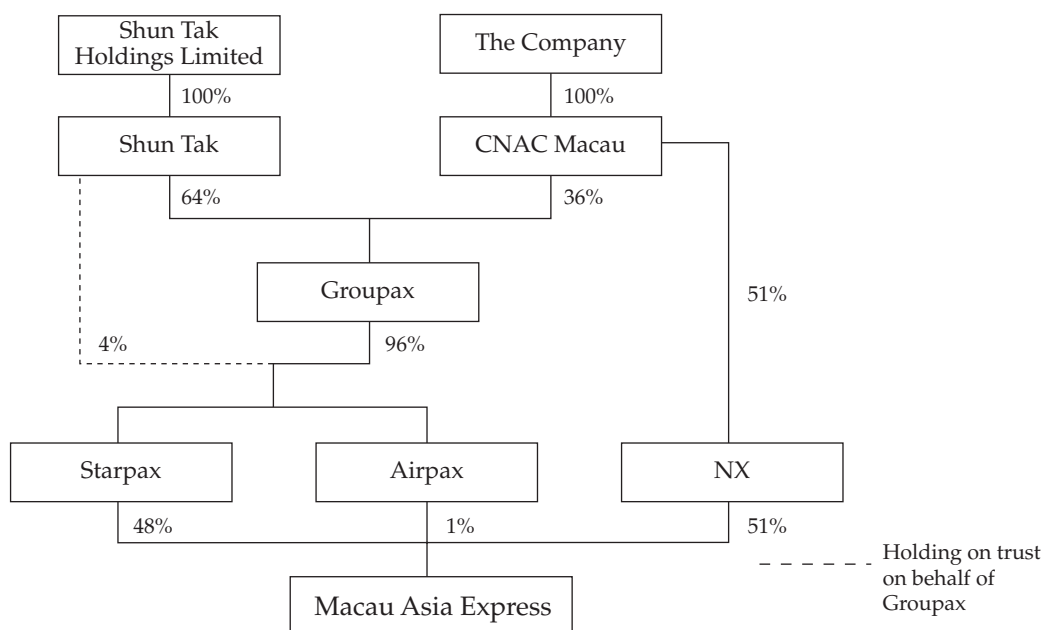 Shun Tak
Holdings Limited
The Company
100%
100%
Shun Tak
CNAC Macau
64%
36%
Groupax
51%
4%
96%
Starpax
Airpax
NX
48%
1%
51%
Holding on trust
on behalf of
Groupax
Macau Asia Express